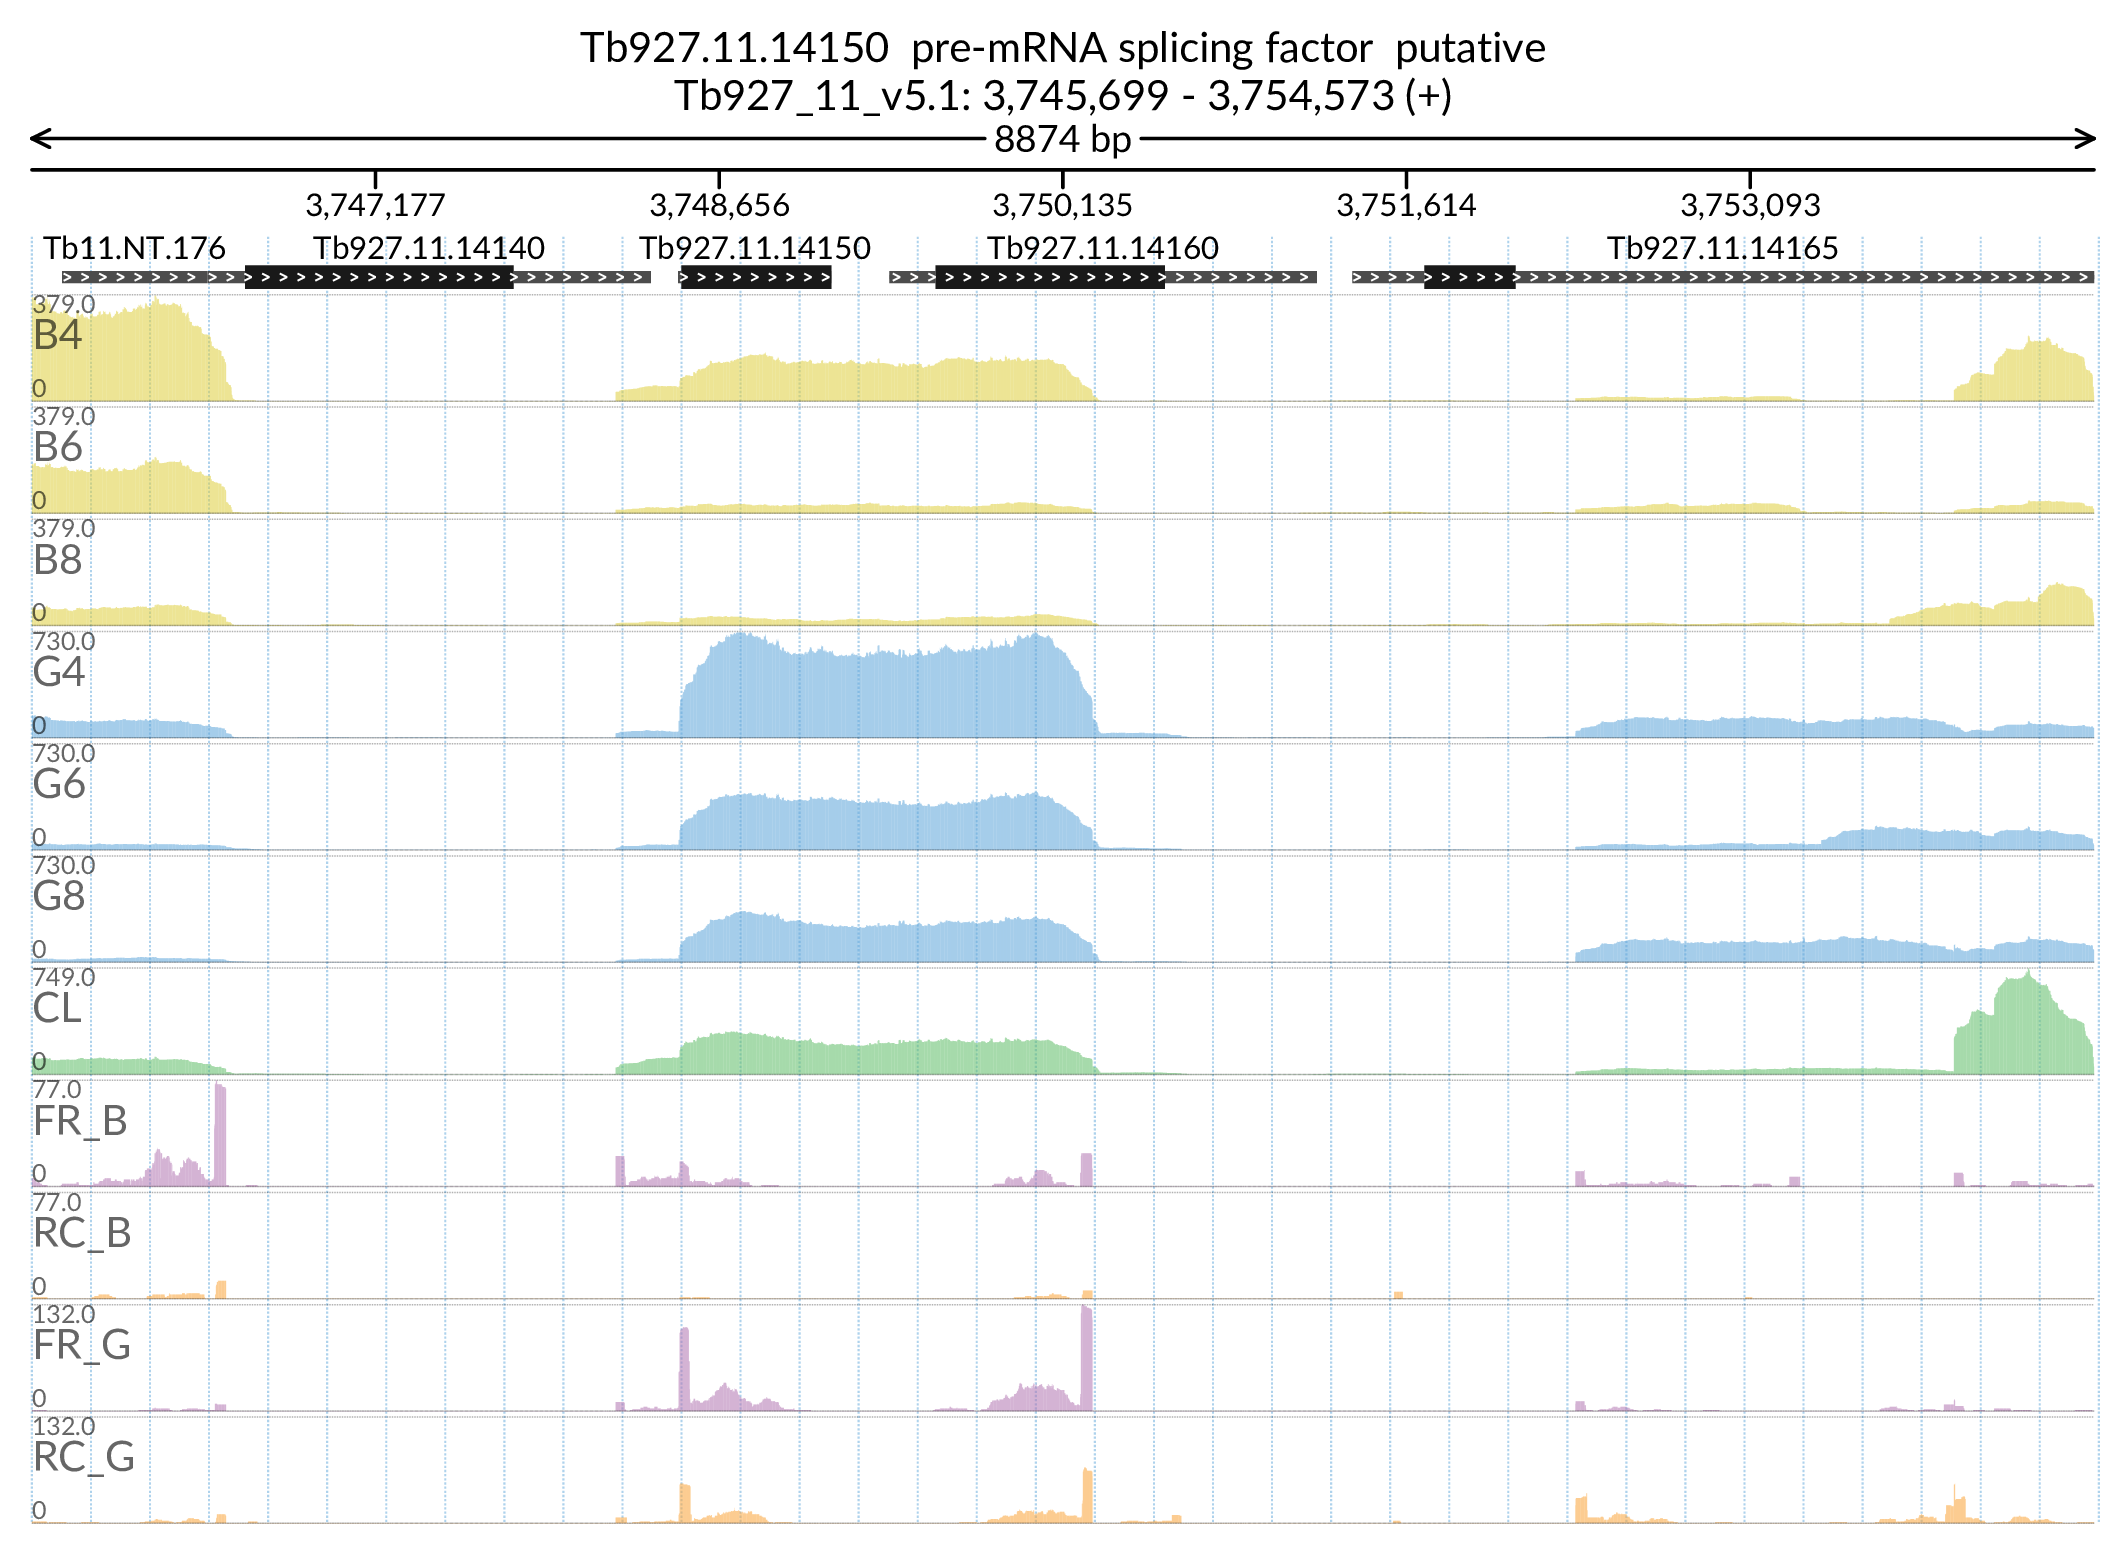 Tb927.11.14150 pre-mRNA splicing factor putative
Tb927_11_v5.1: 3,745,699 - 3,754,573 (+)
8874 bp
3,747,177 3,748,656 3,750,135 3,751,614 3,753,093
Tb11.NT.176 Tb927.11.14140 Tb927.11.14150 Tb927.11.14160 Tb927.11.14165
379.0
B4
0
379.0
B6
0
379.0
B8
0
730.0
G4
0
730.0
G6
0
730.0
G8
0
749.0
CL
0
77.0
FR_B
0
77.0
RC_B
0
132.0
FR_G
0
132.0
RC_G
0